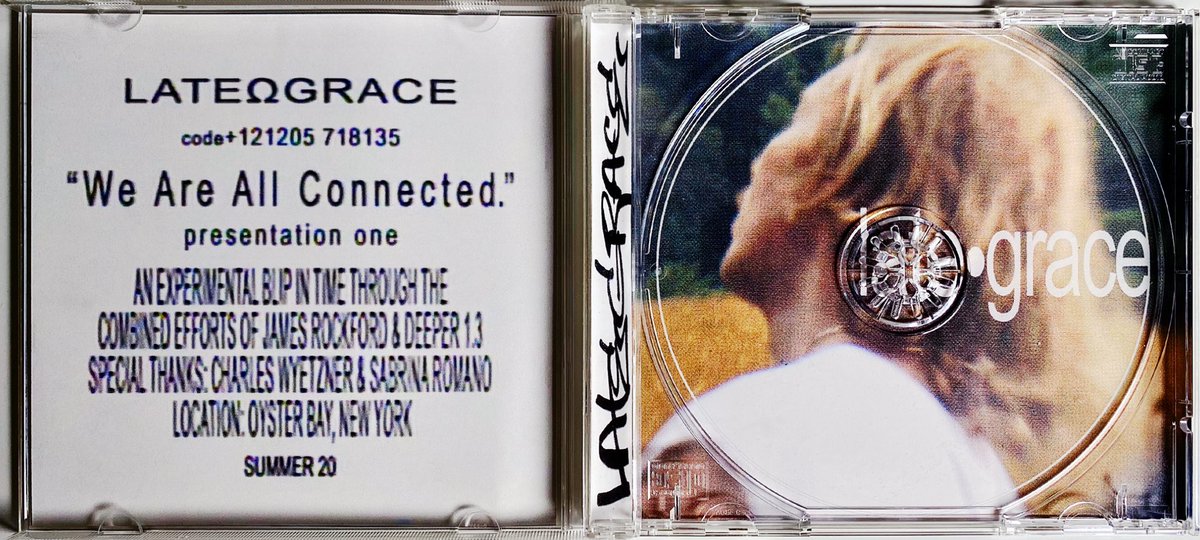 LATEΩGRACE
code+121205 718135
“We Are All Connected.”
presentation one
AN EXPERIMENTAL BLIP IN TIME THROUGH THE
COMBINED EFFORTS OF JAMES ROCKFORD & DEEPER 1.3
SPECIAL THANKS: CHARLES WYETZNER & SABRINA ROMANO
LOCATION: OYSTER BAY, NEW YORK
SUMMER 20
late•grace